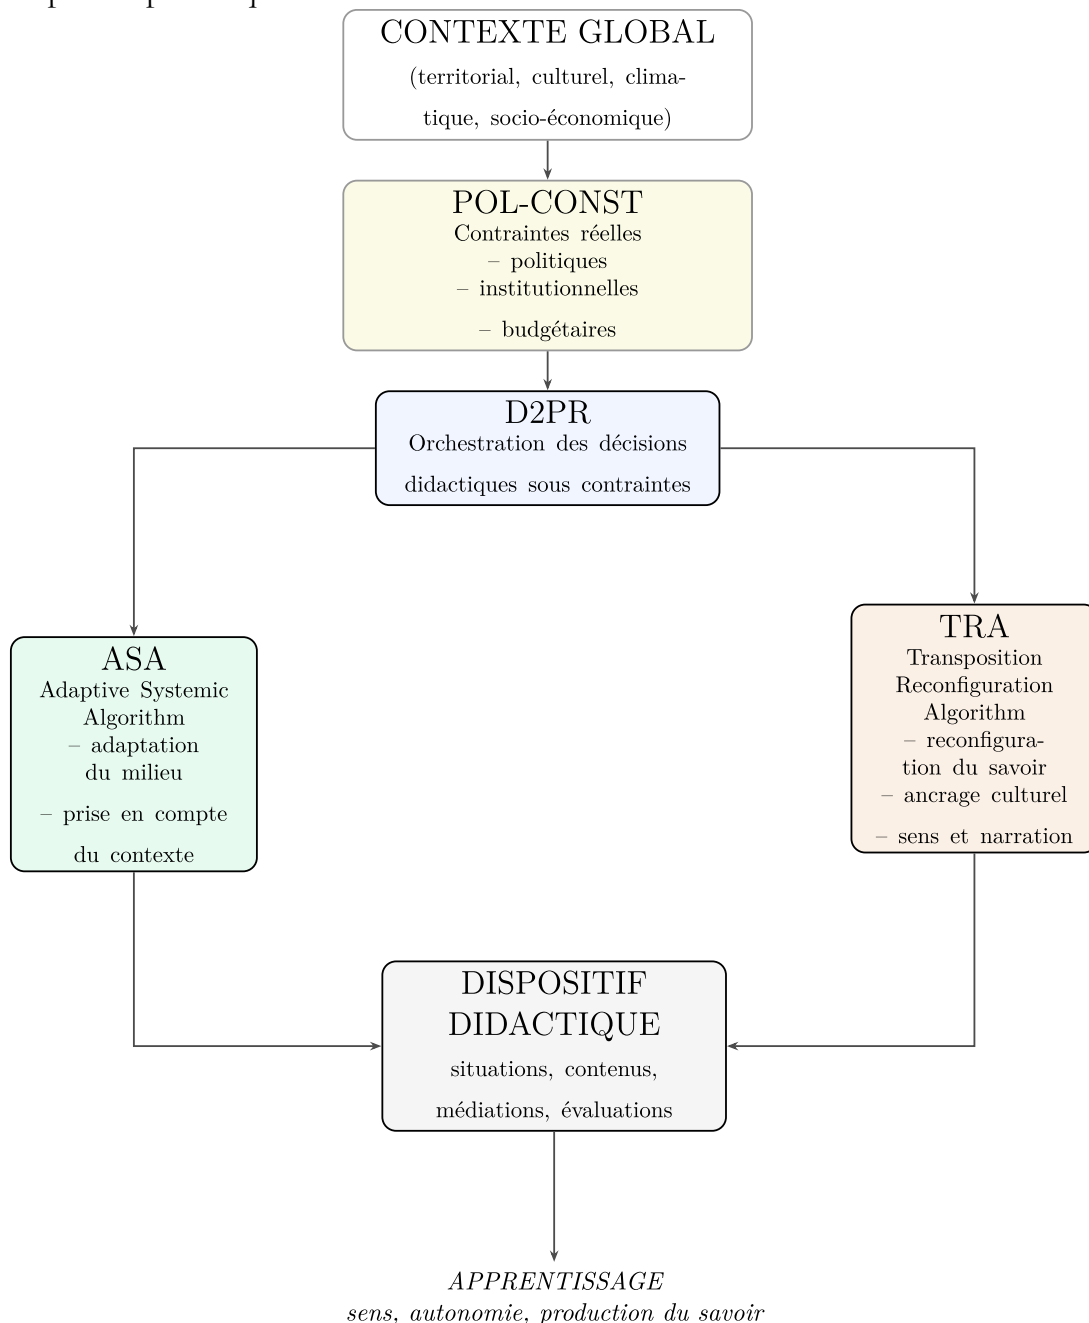 CONTEXTE GLOBAL
(territorial, culturel, clima-
tique, socio-économique)
POL-CONST
Contraintes réelles
– politiques
– institutionnelles
– budgétaires
D2PR
Orchestration des décisions
didactiques sous contraintes
ASA
Adaptive Systemic
Algorithm
– adaptation
du milieu
– prise en compte
du contexte
TRA
Transposition
Reconfiguration
Algorithm
– reconfigura-
tion du savoir
– ancrage culturel
– sens et narration
DISPOSITIF
DIDACTIQUE
situations, contenus,
médiations, évaluations
APPRENTISSAGE
sens, autonomie, production du savoir